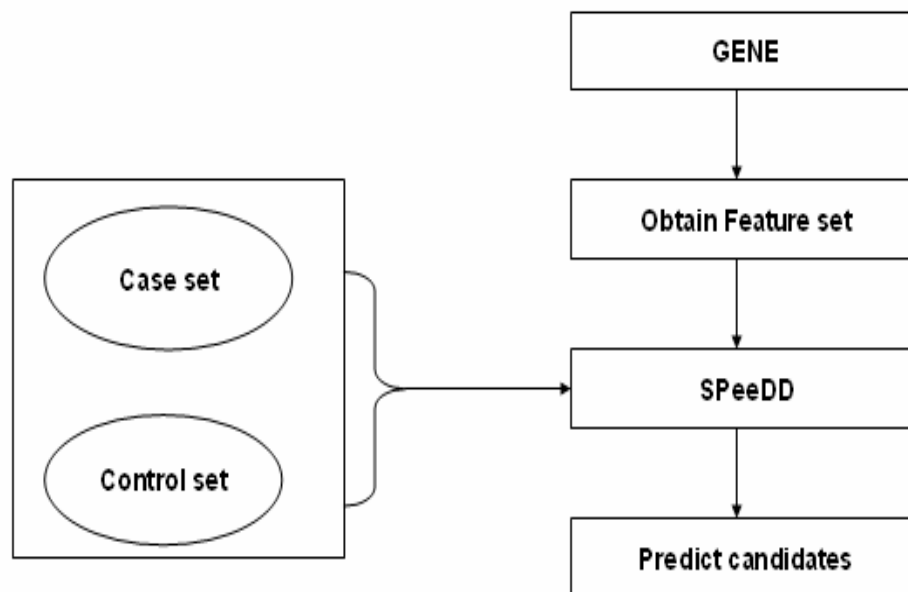 GENE
Obtain Feature set
Case set
SPeeDD
Control set
Predict candidates